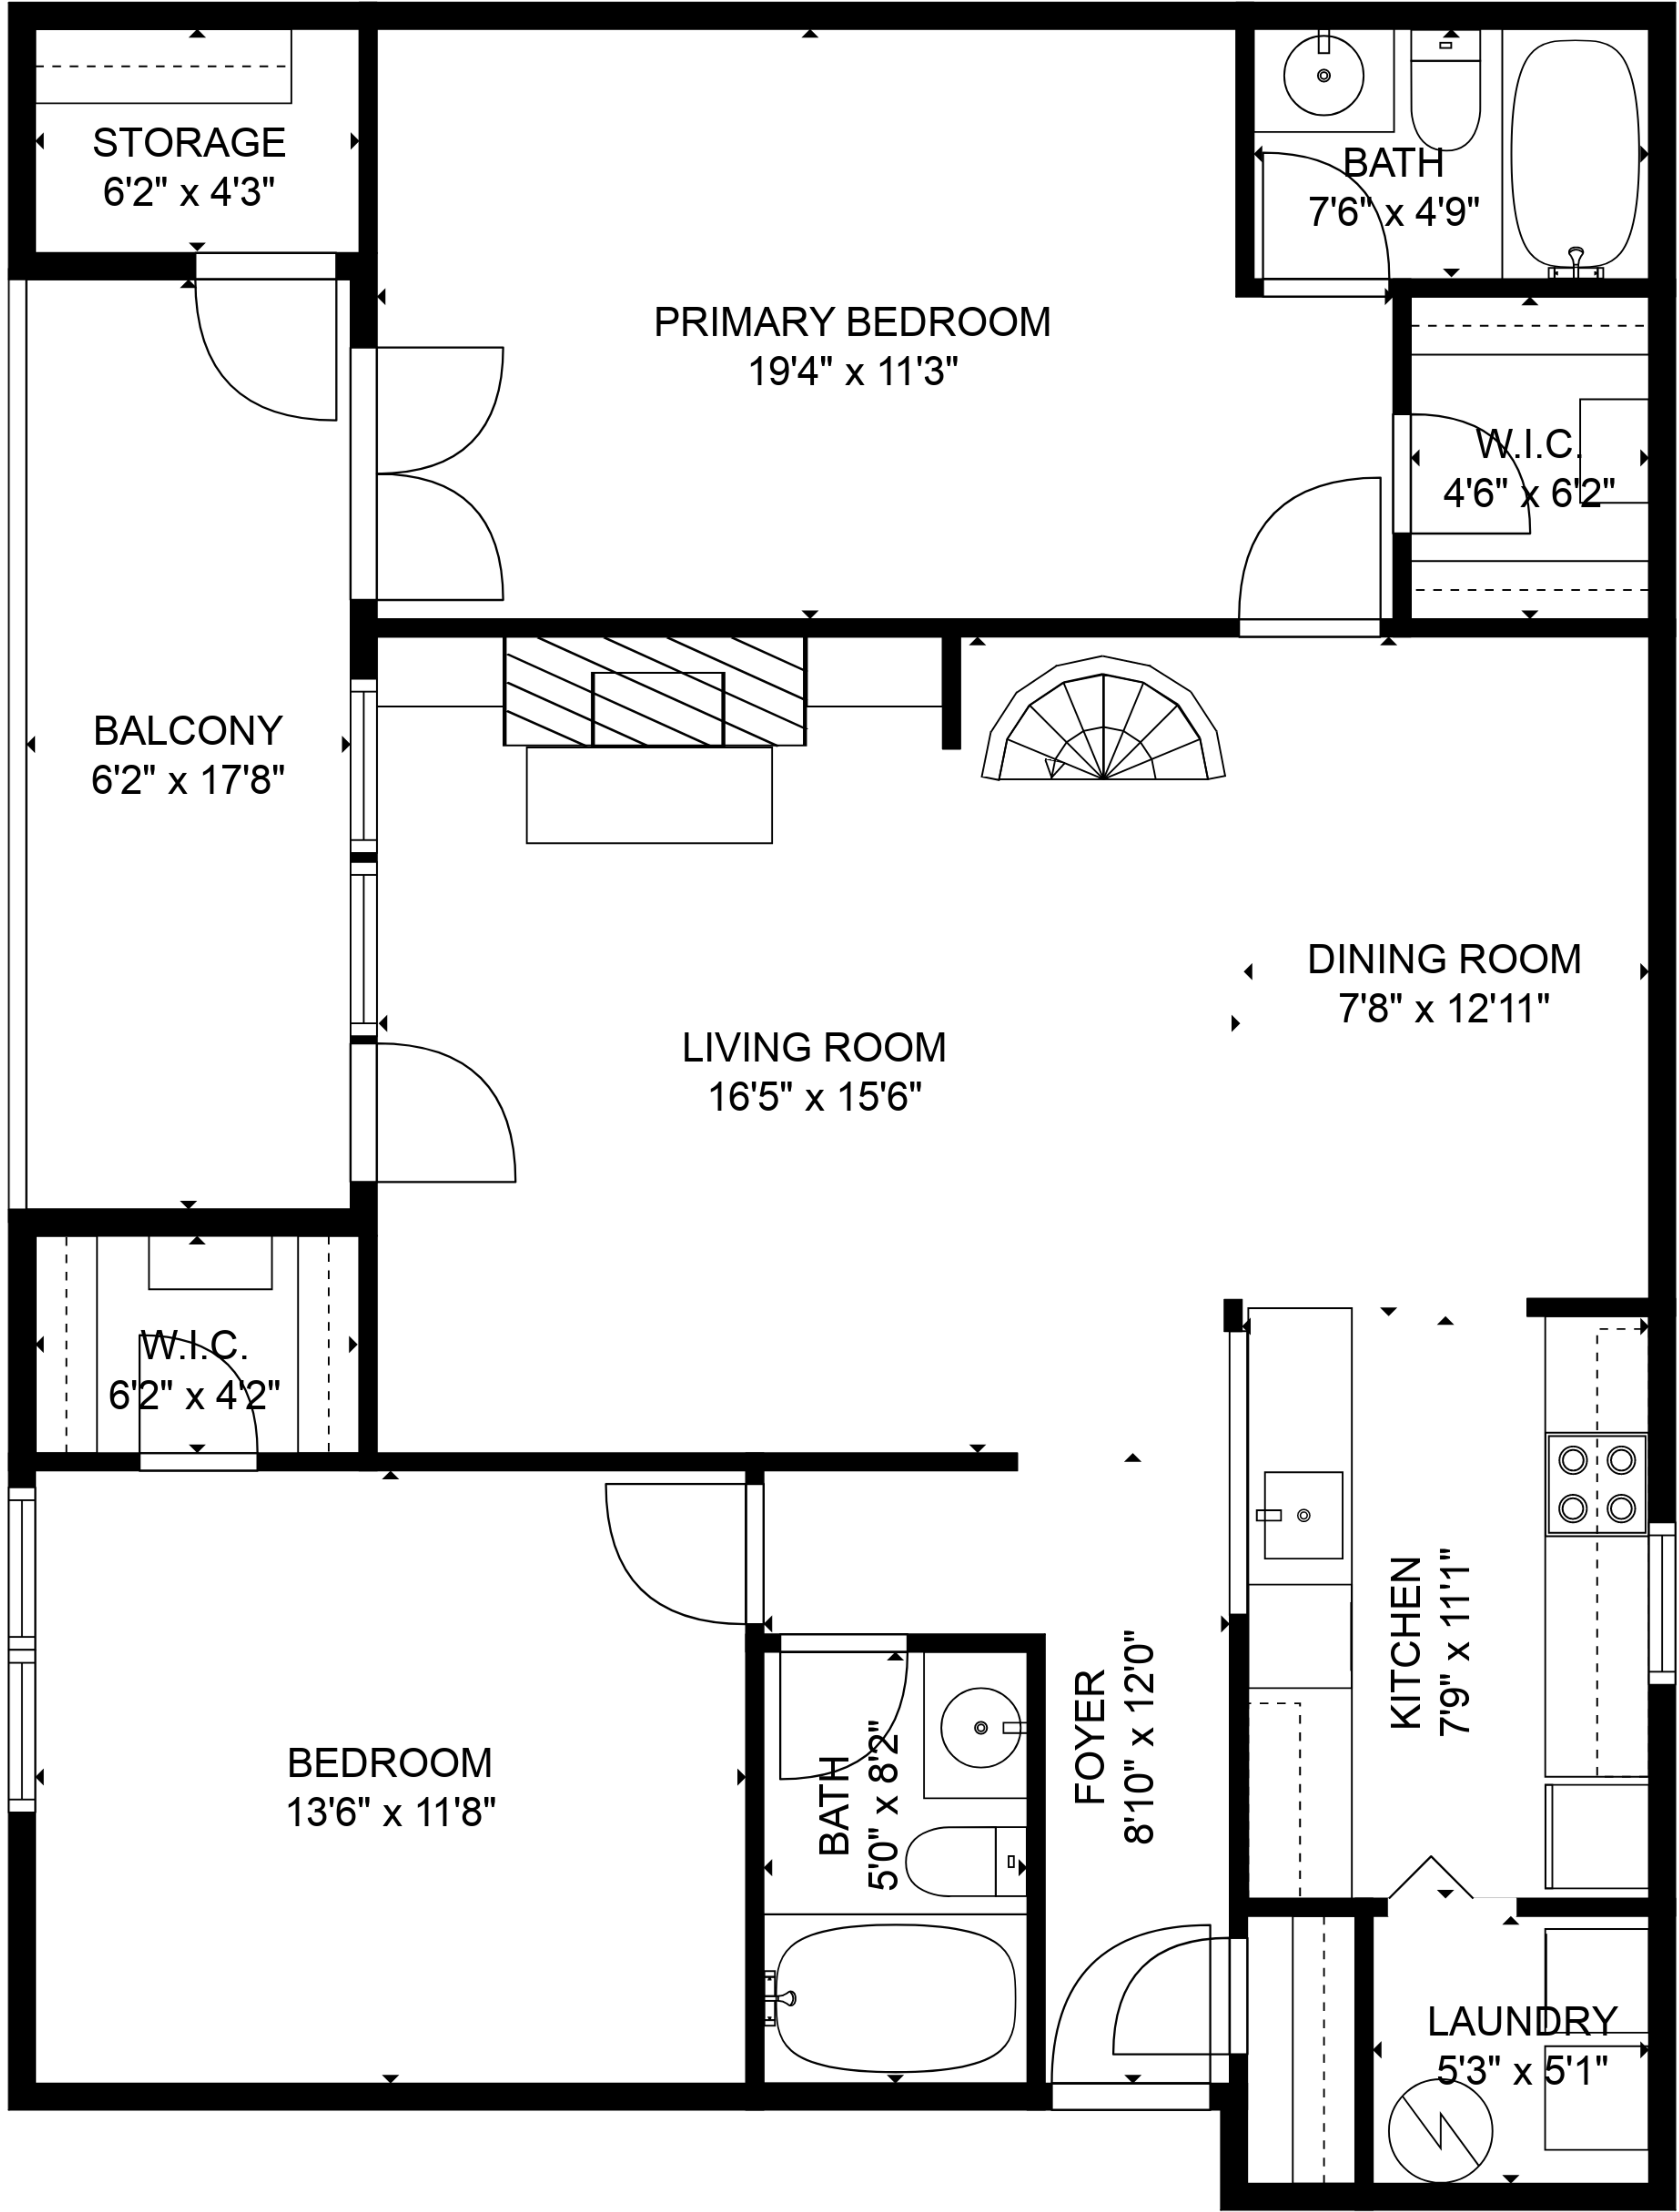 STORAGE
6'2" x 4'3"
BATH
7'6" x 4'9"
PRIMARY BEDROOM
19'4" x 11'3"
W.I.C.
4'6" x 6'2"
BALCONY
6'2" x 17'8"
DINING ROOM
7'8" x 12'11"
LIVING ROOM
16'5" x 15'6"
W.I.C.
6'2" x 4'2"
KITCHEN
7'9" x 11'1"
FOYER
8'10" x 12'0"
BEDROOM
13'6" x 11'8"
BATH
5'0" x 8'2"
LAUNDRY
5'3" x 5'1"